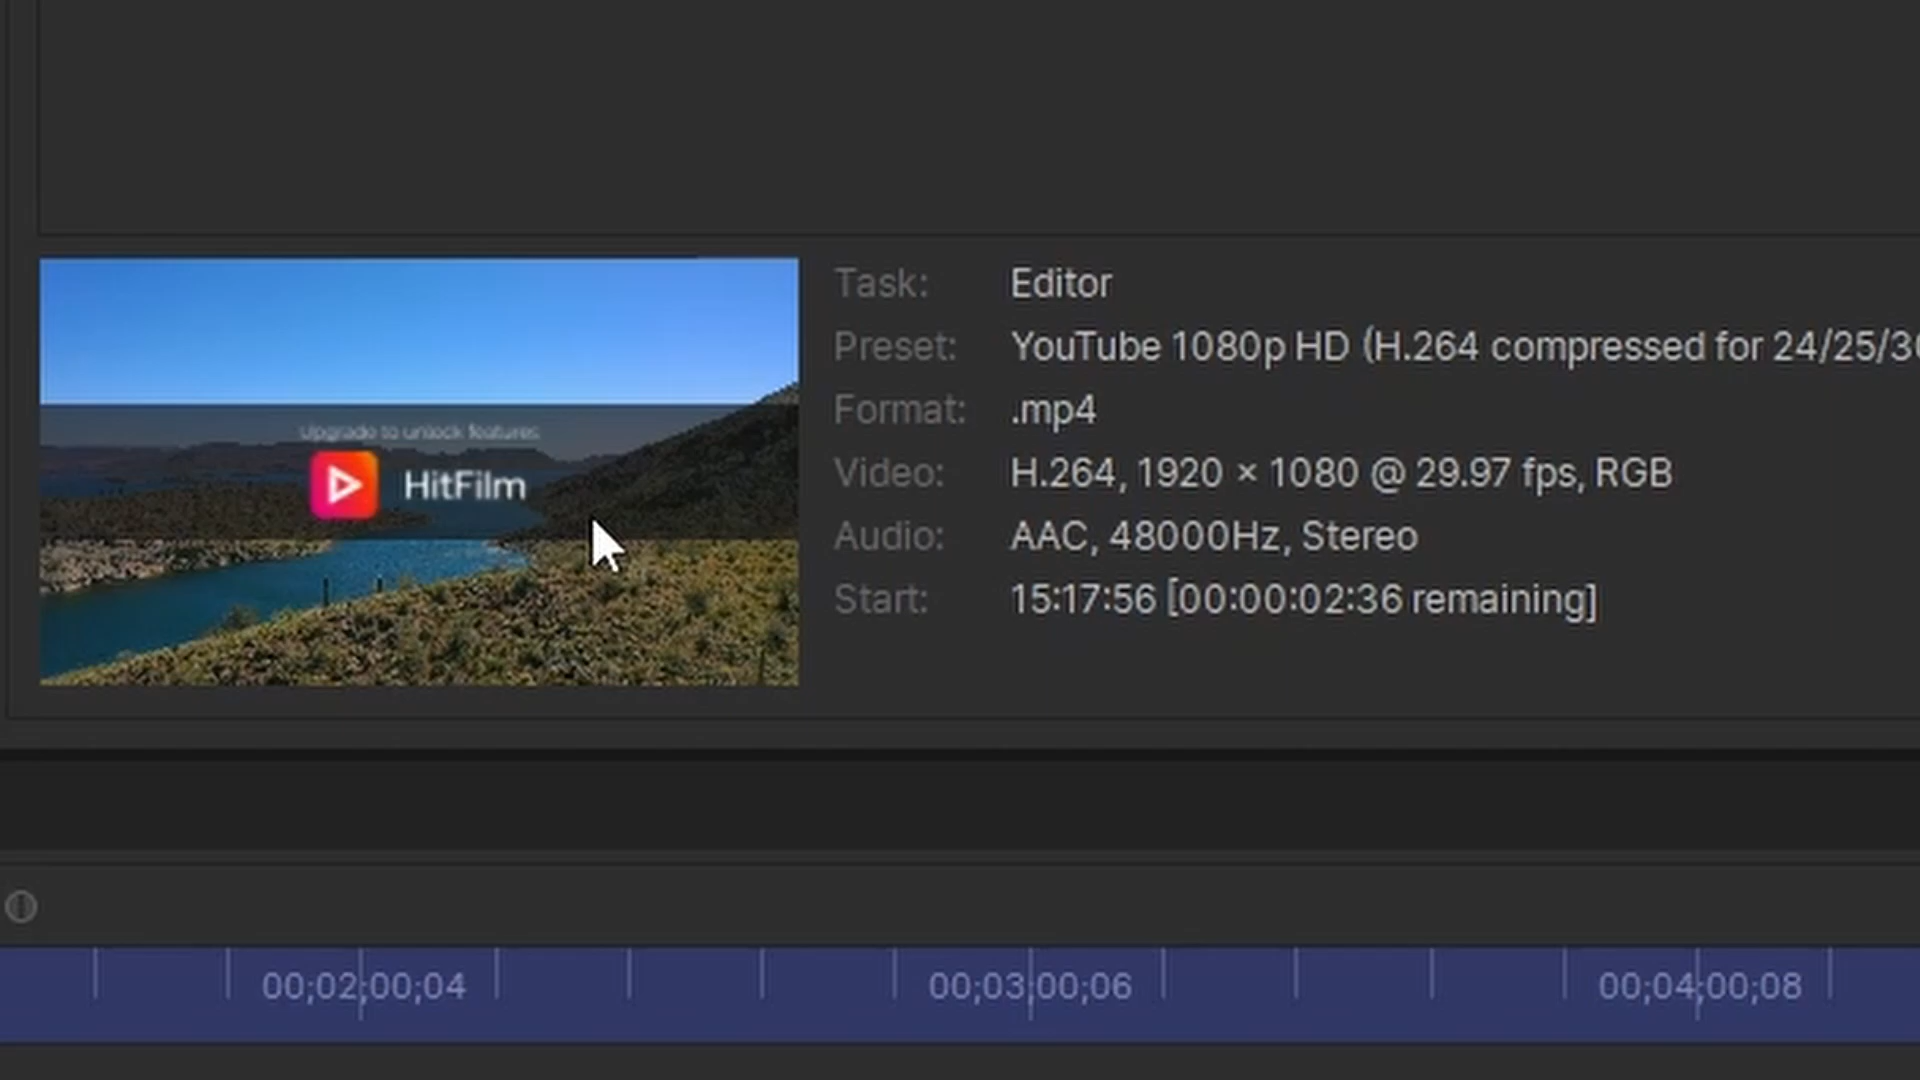 Task: Editor
Preset: YouTube 1080p HD (H.264 compressed for 24/25/30
Format: .mp4
Video: H.264, 1920 × 1080 @ 29.97 fps, RGB
Audio: AAC, 48000Hz, Stereo
Start: 15:17:56 [00:00:02:36 remaining]
Upgrade to unlock features
HitFilm
00;02;00;04 00;03;00;06 00;04;00;08